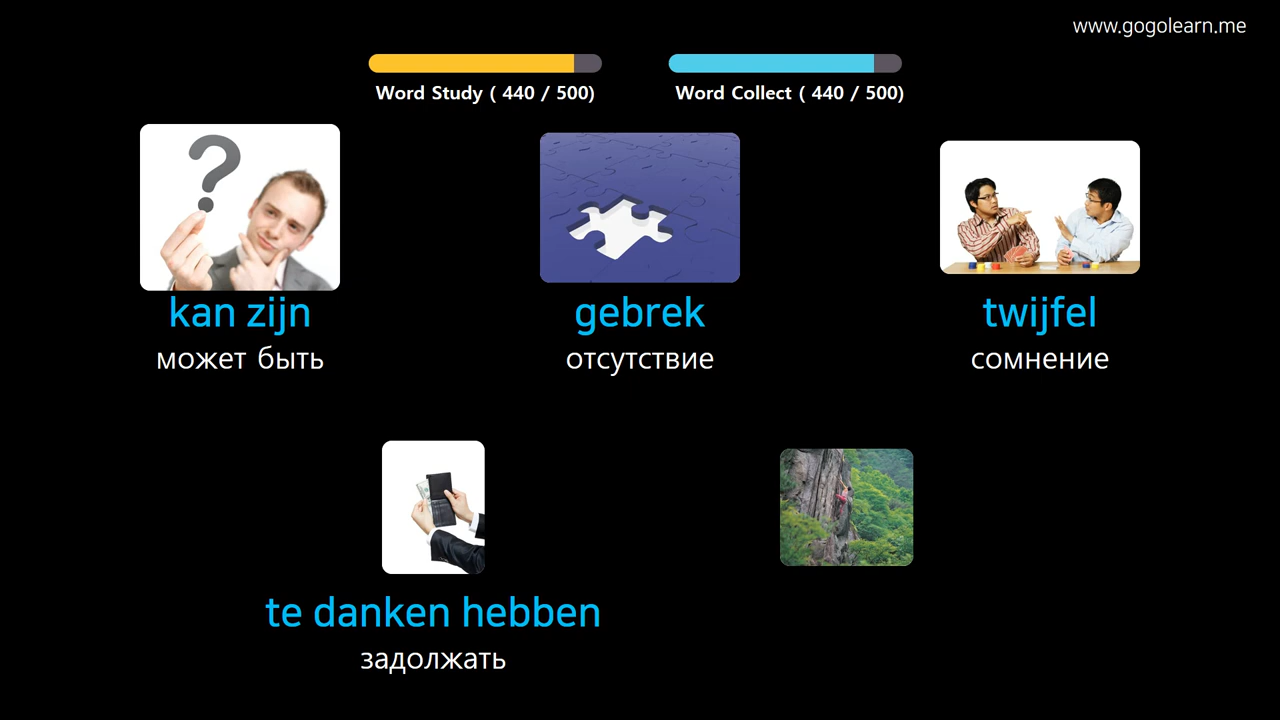 www.gogolearn.me
Word Study ( 440 / 500)
Word Collect ( 440 / 500)
kan zijn
может быть
gebrek
отсутствие
twijfel
сомнение
te danken hebben
задолжать